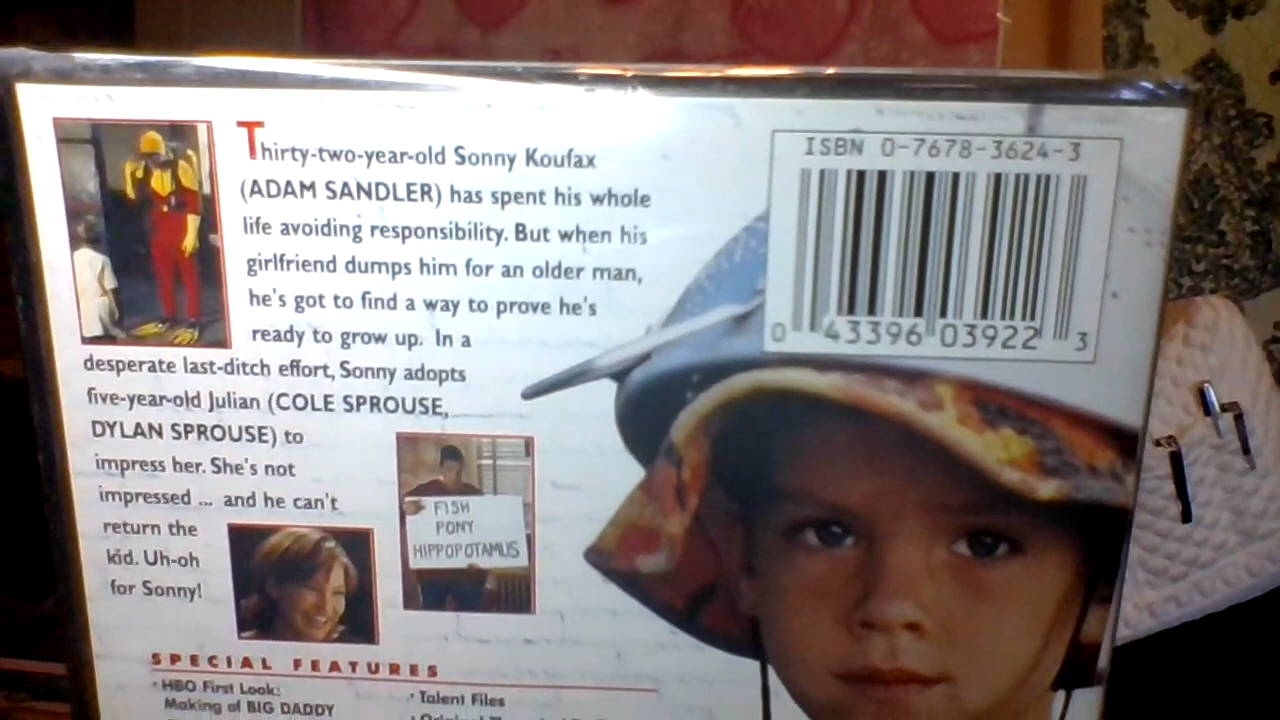 Thirty-two-year-old Sonny Koufax
(ADAM SANDLER) has spent his whole
life avoiding responsibility. But when his
girlfriend dumps him for an older man,
he's got to find a way to prove he's
ready to grow up. In a
desperate last-ditch effort, Sonny adopts
five-year-old Julian (COLE SPROUSE,
DYLAN SPROUSE) to
impress her. She's not
impressed ... and he can't
return the
kid. Uh-oh
for Sonny!
ISBN 0-7678-3624-3
0 43396 03922 3
FISH
PONY
HIPPOPOTAMUS
SPECIAL FEATURES
• HBO First Look:
Making of BIG DADDY
• Talent Files